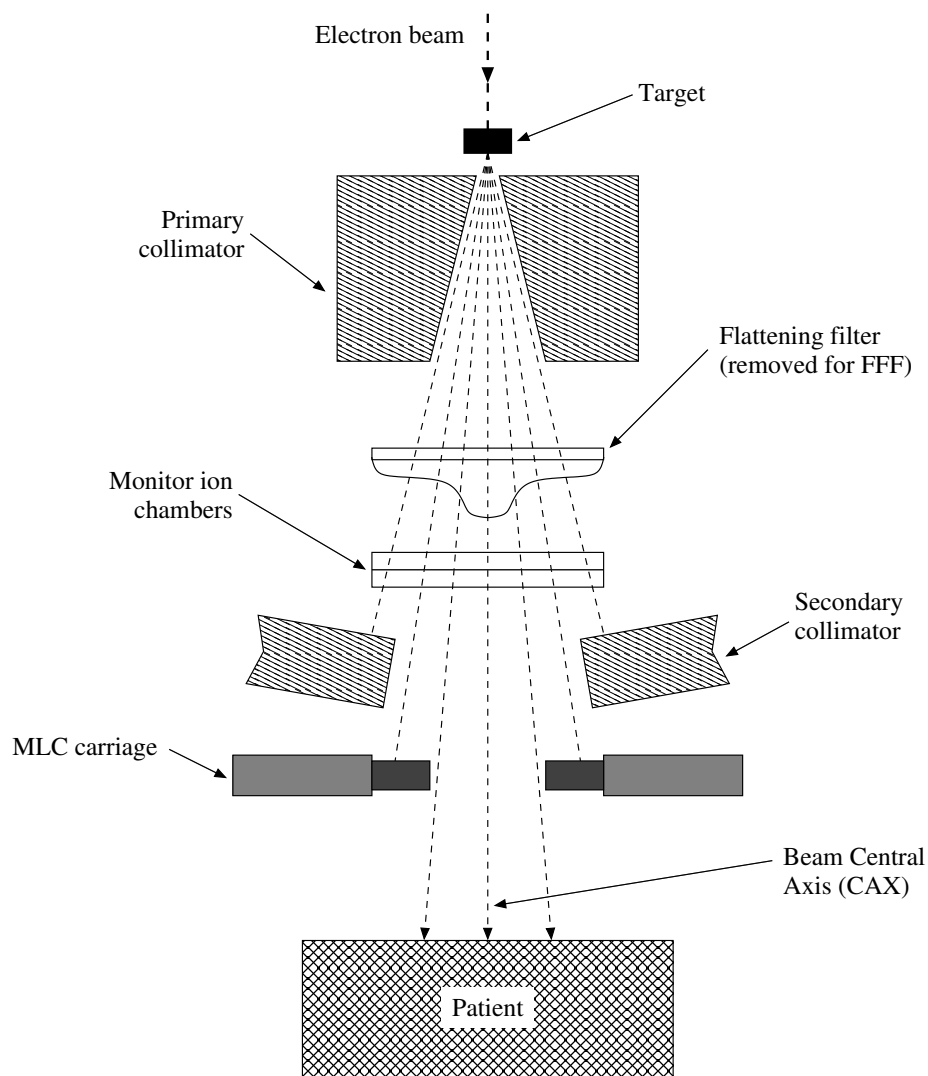 Electron beam
Target
Primary
collimator
Flattening filter
(removed for FFF)
Monitor ion
chambers
Secondary
collimator
MLC carriage
Beam Central
Axis (CAX)
Patient